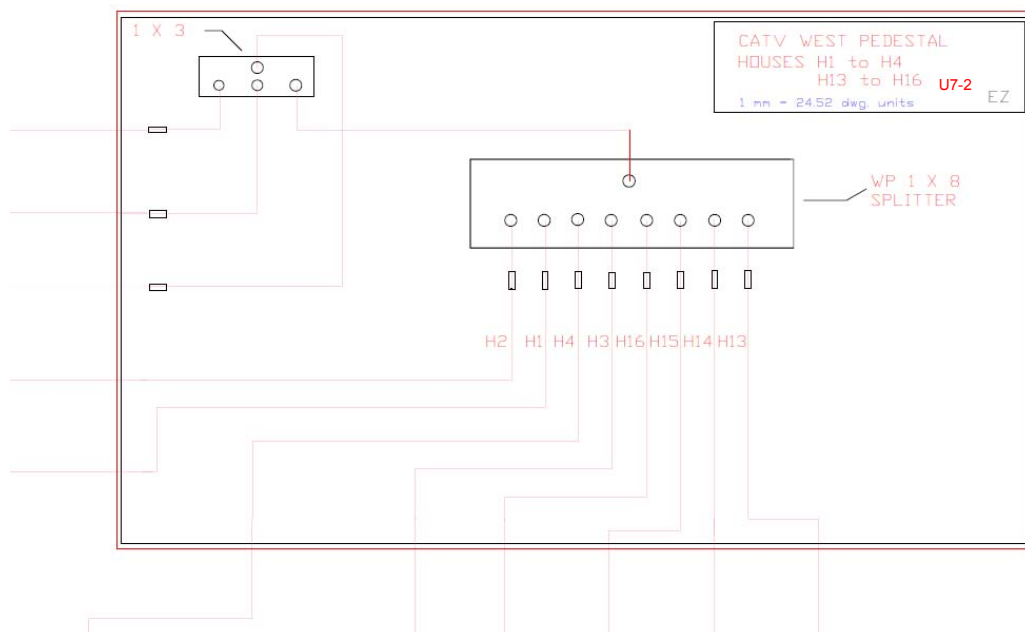 1 X 3
CATV WEST PEDESTAL
HOUSES H1 to H4
H13 to H16 U7-2
1 mm = 24.52 dwg. units EZ
WP 1 X 8
SPLITTER
H2 H1 H4 H3 H16 H15 H14 H13